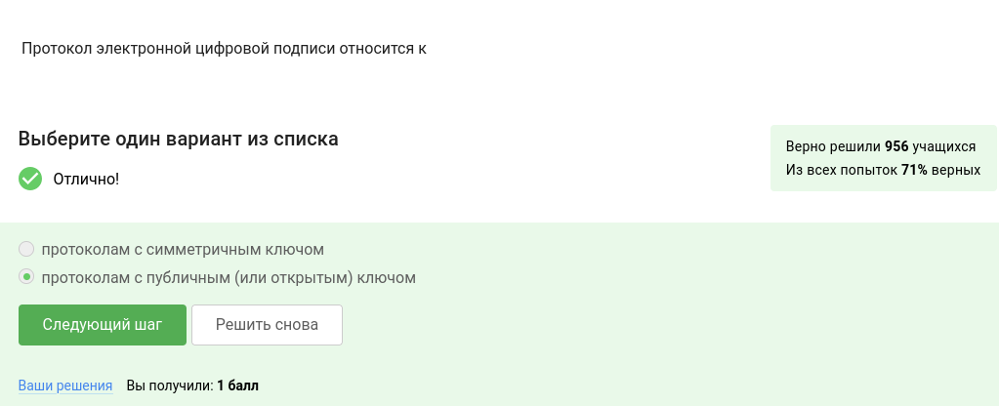 Протокол электронной цифровой подписи относится к
Выберите один вариант из списка
Отлично!
Верно решили 956 учащихся
Из всех попыток 71% верных
протоколам с симметричным ключом
протоколам с публичным (или открытым) ключом
Следующий шаг
Решить снова
Ваши решения Вы получили: 1 балл